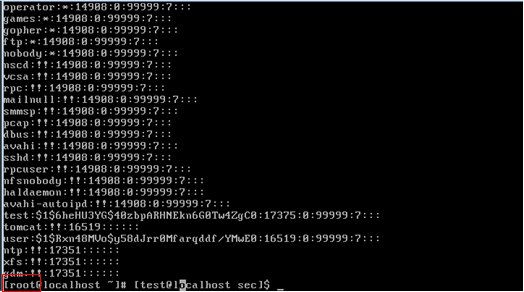 operator:*:14908:0:99999:7:::
games:*:14908:0:99999:7:::
gopher:*:14908:0:99999:7:::
ftp:*:14908:0:99999:7:::
nobody:*:14908:0:99999:7:::
nscd:!!:14908:0:99999:7:::
vcsa:!!:14908:0:99999:7:::
rpc:!!:14908:0:99999:7:::
mailnull:!!:14908:0:99999:7:::
smmsp:!!:14908:0:99999:7:::
pcap:!!:14908:0:99999:7:::
dbus:!!:14908:0:99999:7:::
avahi:!!:14908:0:99999:7:::
sshd:!!:14908:0:99999:7:::
rpcuser:!!:14908:0:99999:7:::
nfsnobody:!!:14908:0:99999:7:::
haldaemon:!!:14908:0:99999:7:::
avahi-autoipd:!!:14908:0:99999:7:::
test:$1$6heHU3YG$40zbpARHNEkn6G0Tw4ZgC0:17375:0:99999:7:::
tomcat:!!:16519::::::
user:$1$Rxn48MUo$y58dJrr0Mfarqddf/YMwE0:16519:0:99999:7:::
ntp:!!:17351::::::
xfs:!!:17351::::::
gdm:!!:17351::::::
[root@localhost ~]# [test@localhost sec]$ _